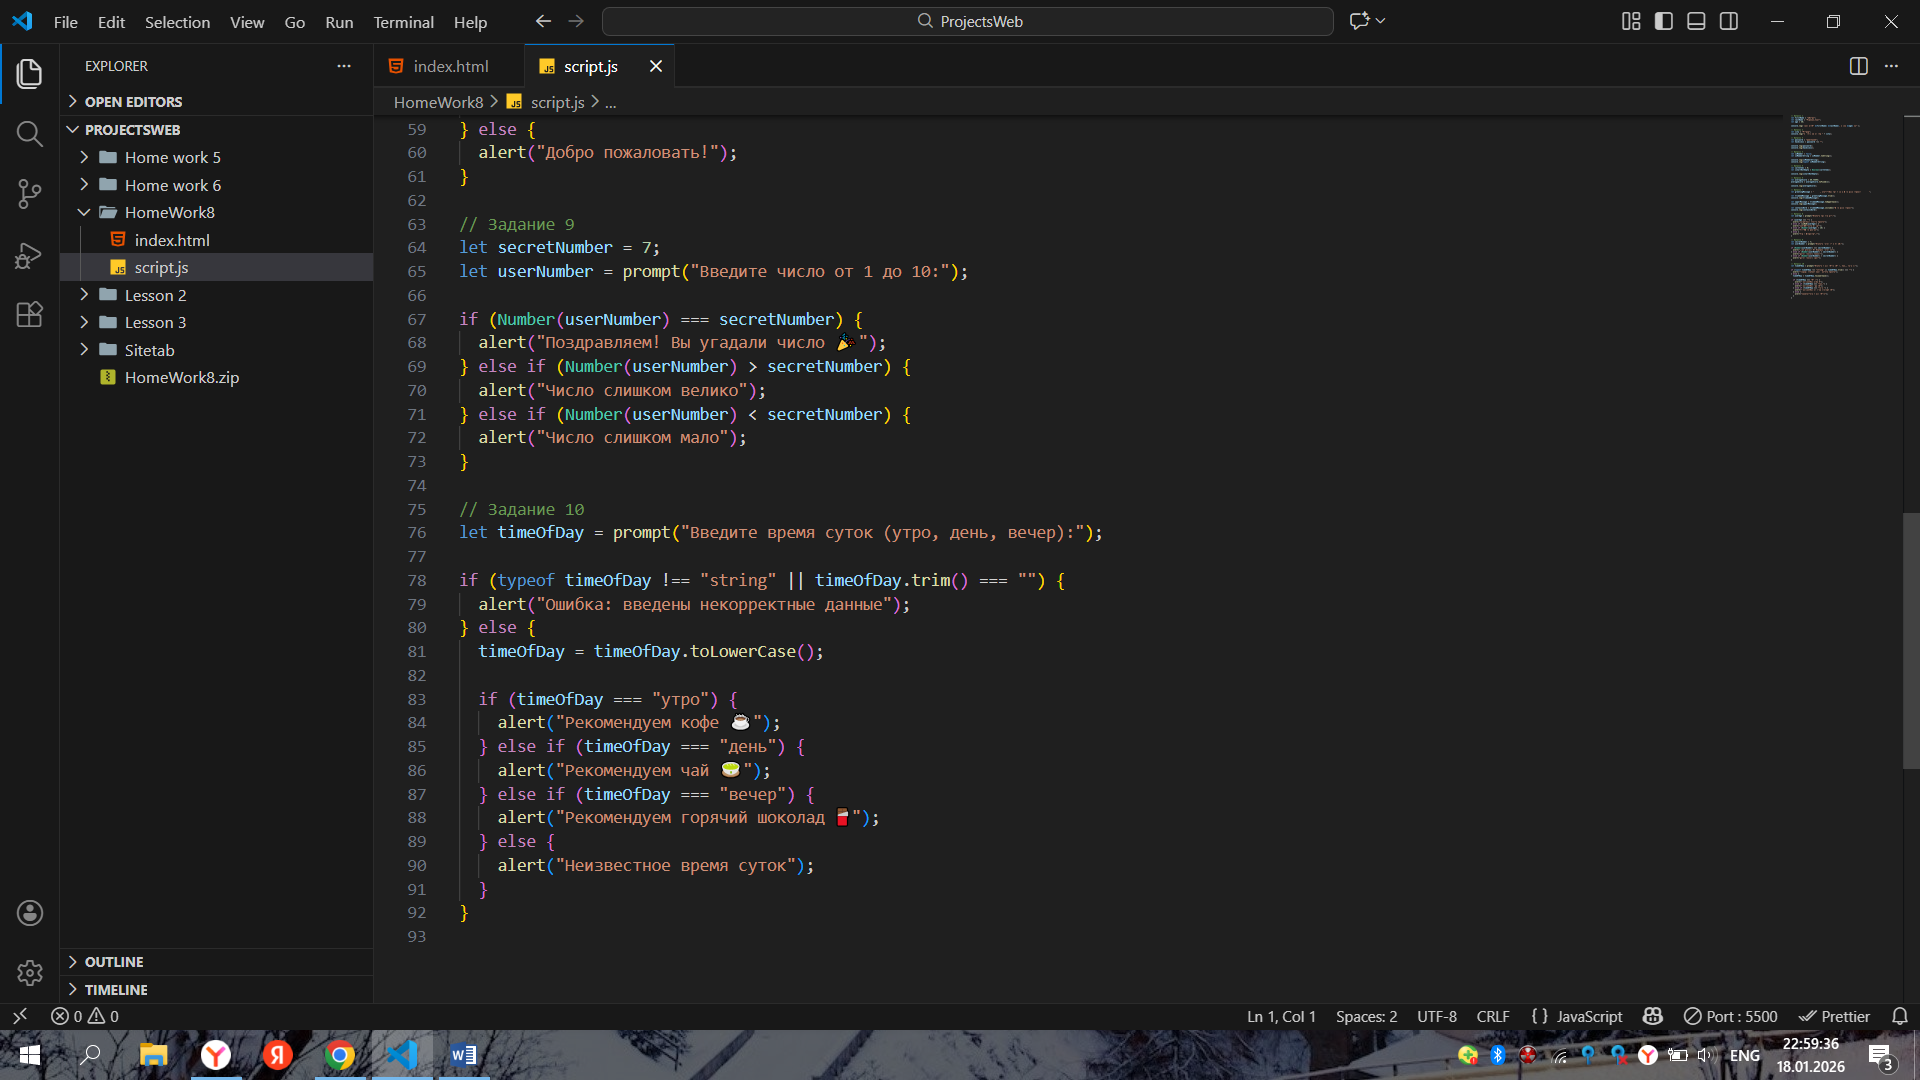 File Edit Selection View Go Run Terminal Help
ProjectsWeb
EXPLORER
OPEN EDITORS
PROJECTSWEB
Home work 5
Home work 6
HomeWork8
index.html
JS script.js
Lesson 2
Lesson 3
Sitetab
HomeWork8.zip
OUTLINE
TIMELINE
index.html
JS script.js
HomeWork8 > JS script.js > ...
59 } else {
60 alert("Добро пожаловать!");
61 }
62
63 // Задание 9
64 let secretNumber = 7;
65 let userNumber = prompt("Введите число от 1 до 10:");
66
67 if (Number(userNumber) === secretNumber) {
68 alert("Поздравляем! Вы угадали число 🎉");
69 } else if (Number(userNumber) > secretNumber) {
70 alert("Число слишком велико");
71 } else if (Number(userNumber) < secretNumber) {
72 alert("Число слишком мало");
73 }
74
75 // Задание 10
76 let timeOfDay = prompt("Введите время суток (утро, день, вечер):");
77
78 if (typeof timeOfDay !== "string" || timeOfDay.trim() === "") {
79 alert("Ошибка: введены некорректные данные");
80 } else {
81 timeOfDay = timeOfDay.toLowerCase();
82
83 if (timeOfDay === "утро") {
84 alert("Рекомендуем кофе ☕");
85 } else if (timeOfDay === "день") {
86 alert("Рекомендуем чай 🍵");
87 } else if (timeOfDay === "вечер") {
88 alert("Рекомендуем горячий шоколад 🍫");
89 } else {
90 alert("Неизвестное время суток");
91 }
92 }
93
0 0
Ln 1, Col 1 Spaces: 2 UTF-8 CRLF { } JavaScript Port : 5500 Prettier
ENG
22:59:36
18.01.2026
3